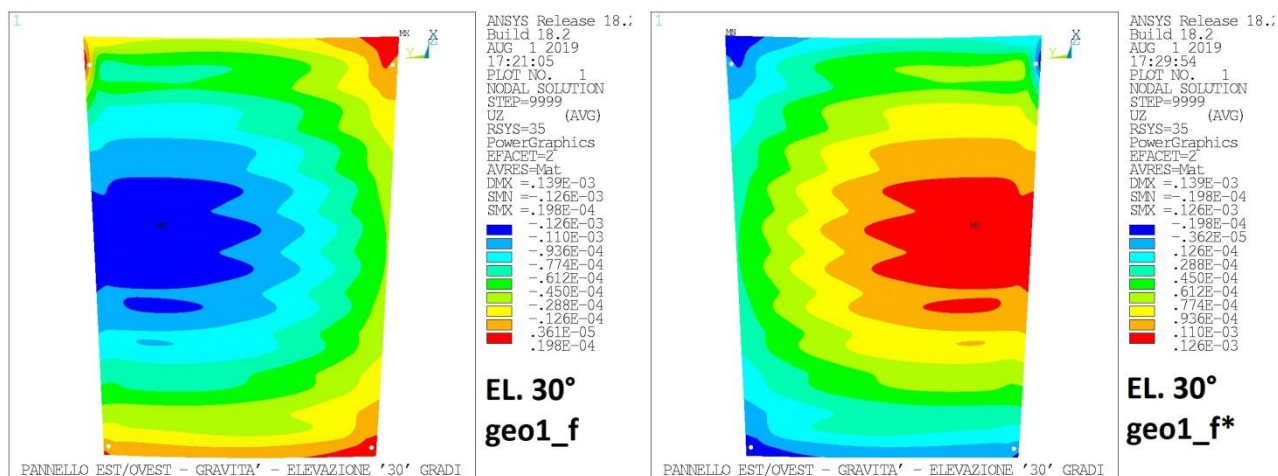 1
MX
X
Y
Z
MN
ANSYS Release 18.2
Build 18.2
AUG 1 2019
17:21:05
PLOT NO. 1
NODAL SOLUTION
STEP=9999
UZ (AVG)
RSYS=35
PowerGraphics
EFACET=2
AVRES=Mat
DMX =.139E-03
SMN =-.126E-03
SMX =.198E-04
-.126E-03
-.110E-03
-.936E-04
-.774E-04
-.612E-04
-.450E-04
-.288E-04
-.126E-04
.361E-05
.198E-04
EL. 30°
geo1_f
PANNELLO EST/OVEST - GRAVITA' - ELEVAZIONE '30' GRADI
1
MN
X
Y
Z
MX
ANSYS Release 18.2
Build 18.2
AUG 1 2019
17:29:54
PLOT NO. 1
NODAL SOLUTION
STEP=9999
UZ (AVG)
RSYS=35
PowerGraphics
EFACET=2
AVRES=Mat
DMX =.139E-03
SMN =-.198E-04
SMX =.126E-03
-.198E-04
-.362E-05
.126E-04
.288E-04
.450E-04
.612E-04
.774E-04
.936E-04
.110E-03
.126E-03
EL. 30°
geo1_f*
PANNELLO EST/OVEST - GRAVITA' - ELEVAZIONE '30' GRADI